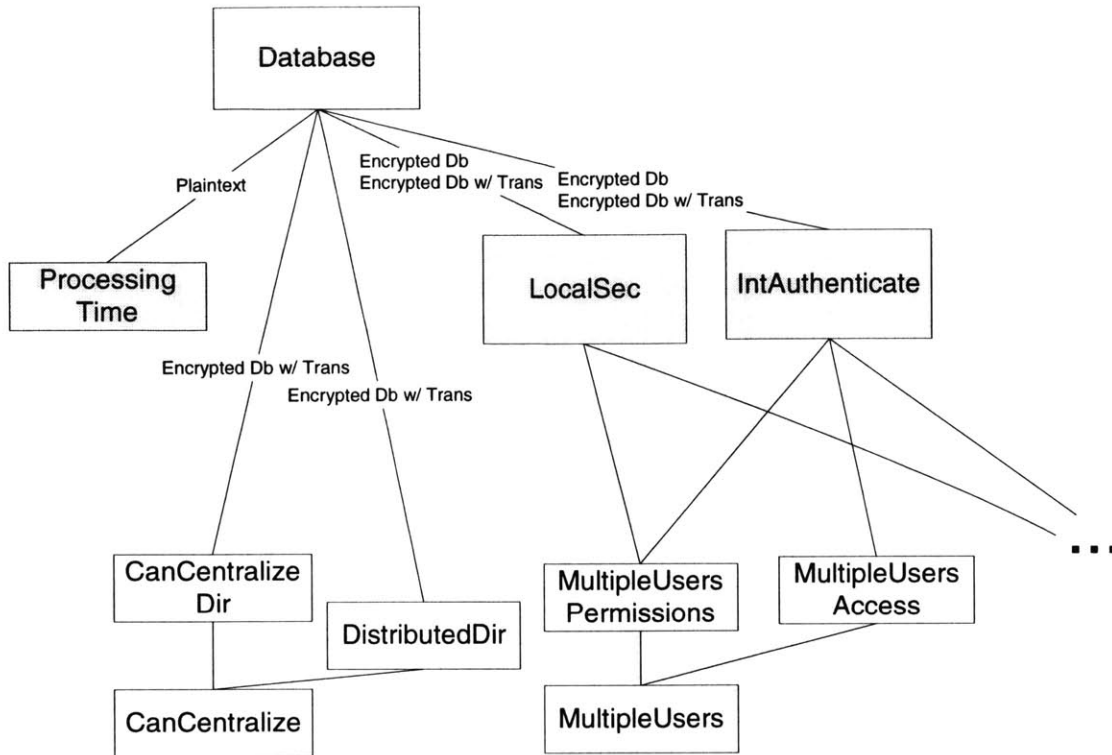 Database
Plaintext
Encrypted Db
Encrypted Db w/ Trans
Encrypted Db
Encrypted Db w/ Trans
Processing
Time
LocalSec
IntAuthenticate
Encrypted Db w/ Trans
Encrypted Db w/ Trans
CanCentralize
Dir
DistributedDir
MultipleUsers
Permissions
MultipleUsers
Access
...
CanCentralize
MultipleUsers